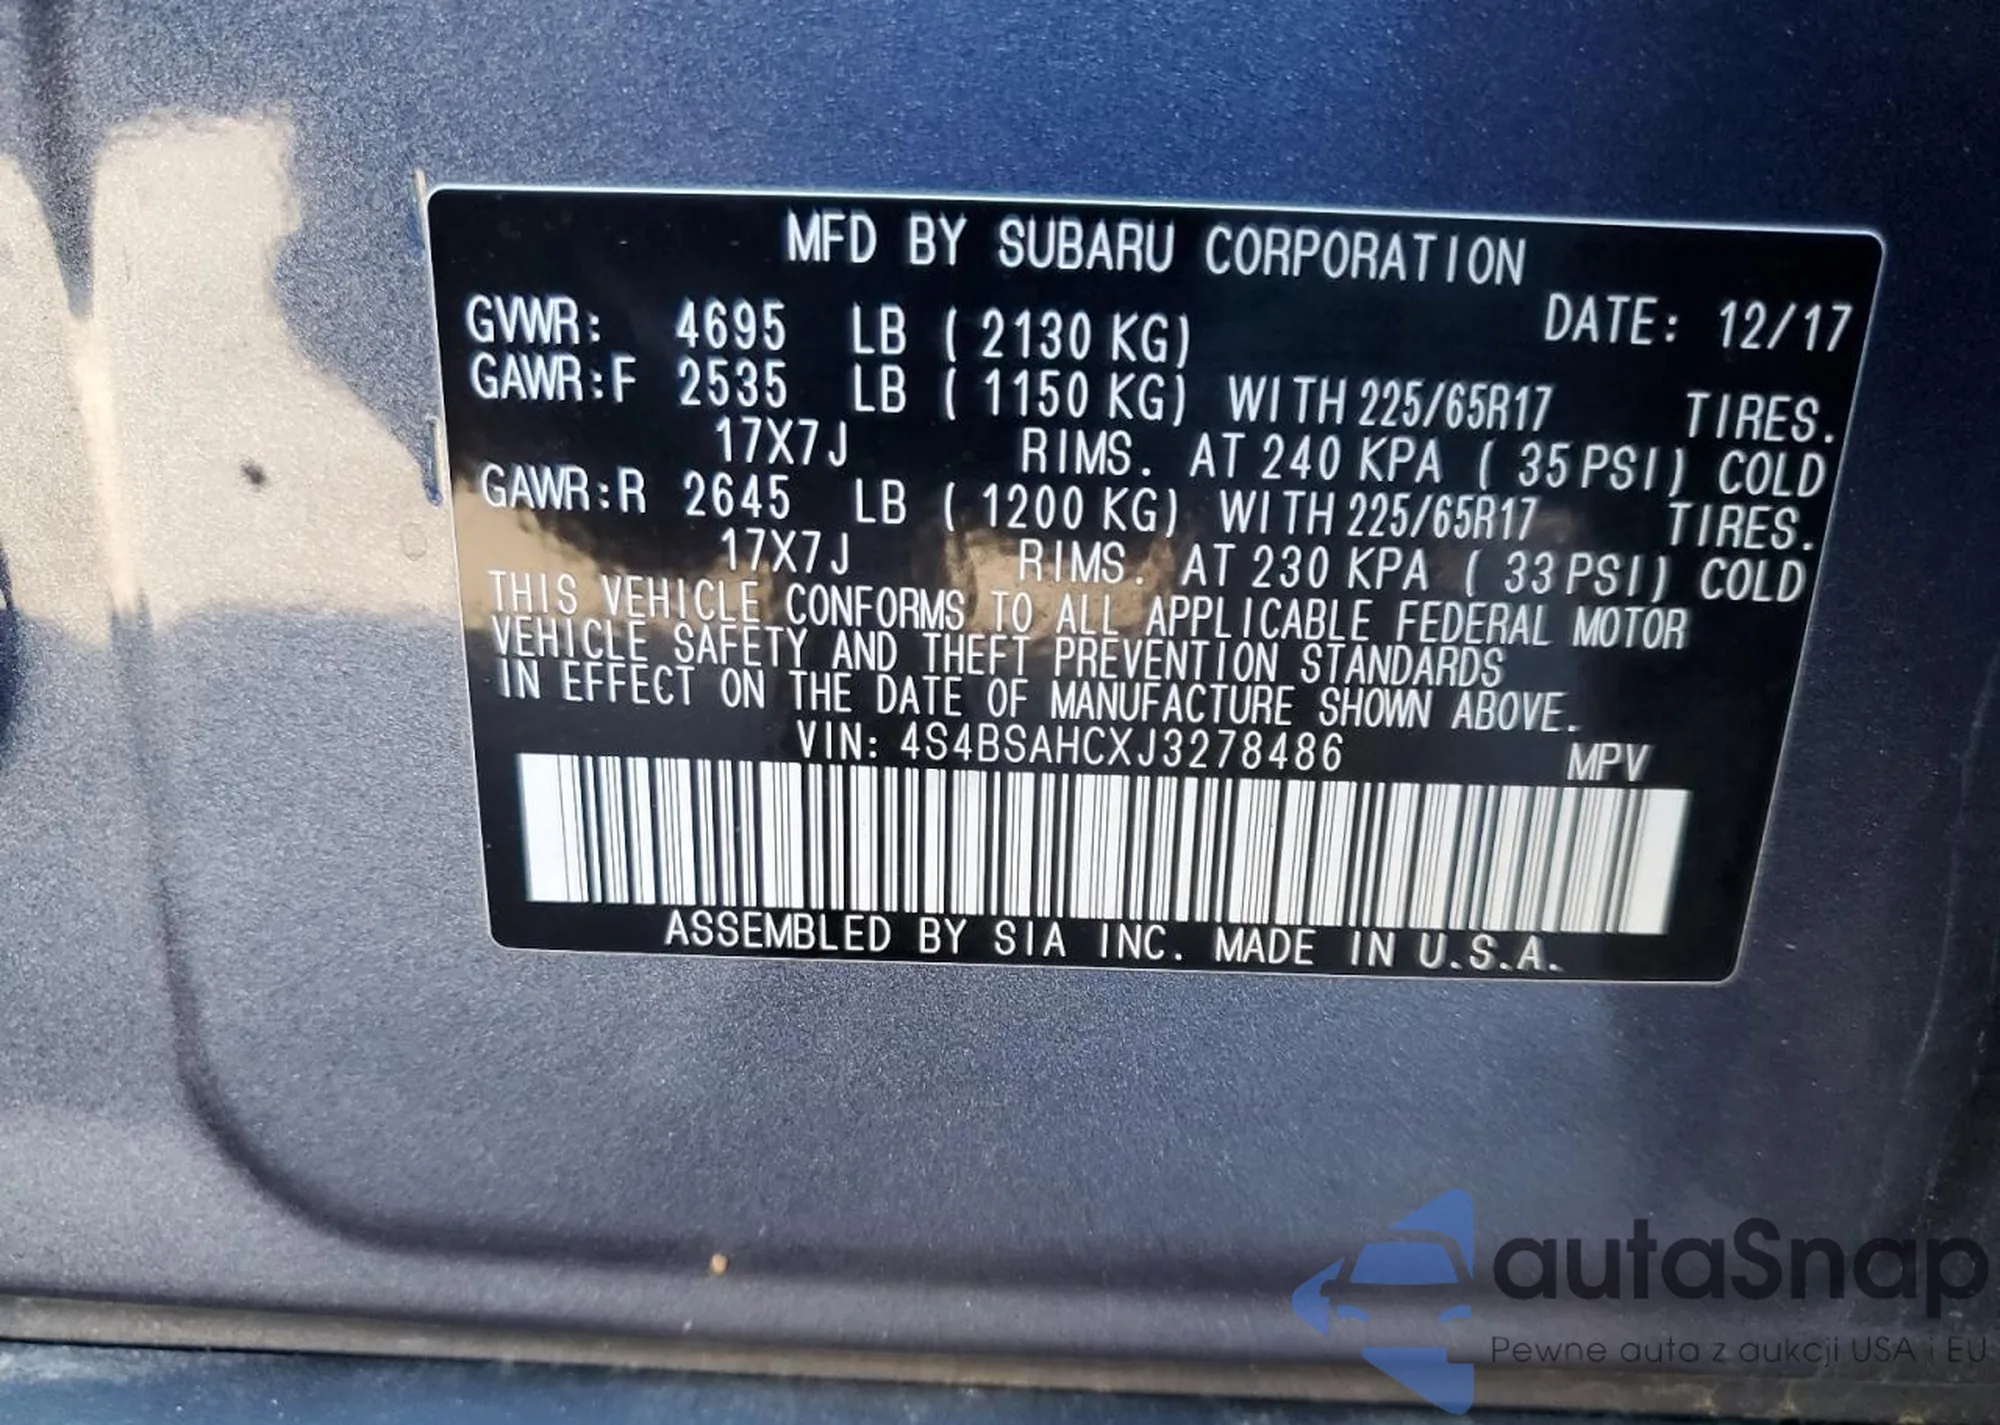 MFD BY SUBARU CORPORATION
DATE: 12/17
GVWR: 4695 LB ( 2130 KG)
GAWR:F 2535 LB ( 1150 KG) WITH 225/65R17 TIRES.
17X7J RIMS. AT 240 KPA ( 35 PSI) COLD
GAWR:R 2645 LB ( 1200 KG) WITH 225/65R17 TIRES.
17X7J RIMS. AT 230 KPA ( 33 PSI) COLD
THIS VEHICLE CONFORMS TO ALL APPLICABLE FEDERAL MOTOR
VEHICLE SAFETY AND THEFT PREVENTION STANDARDS
IN EFFECT ON THE DATE OF MANUFACTURE SHOWN ABOVE.
VIN: 4S4BSAHCXJ3278486 MPV
ASSEMBLED BY SIA INC. MADE IN U.S.A.
autaSnap
Pewne auta z aukcji USA i EU